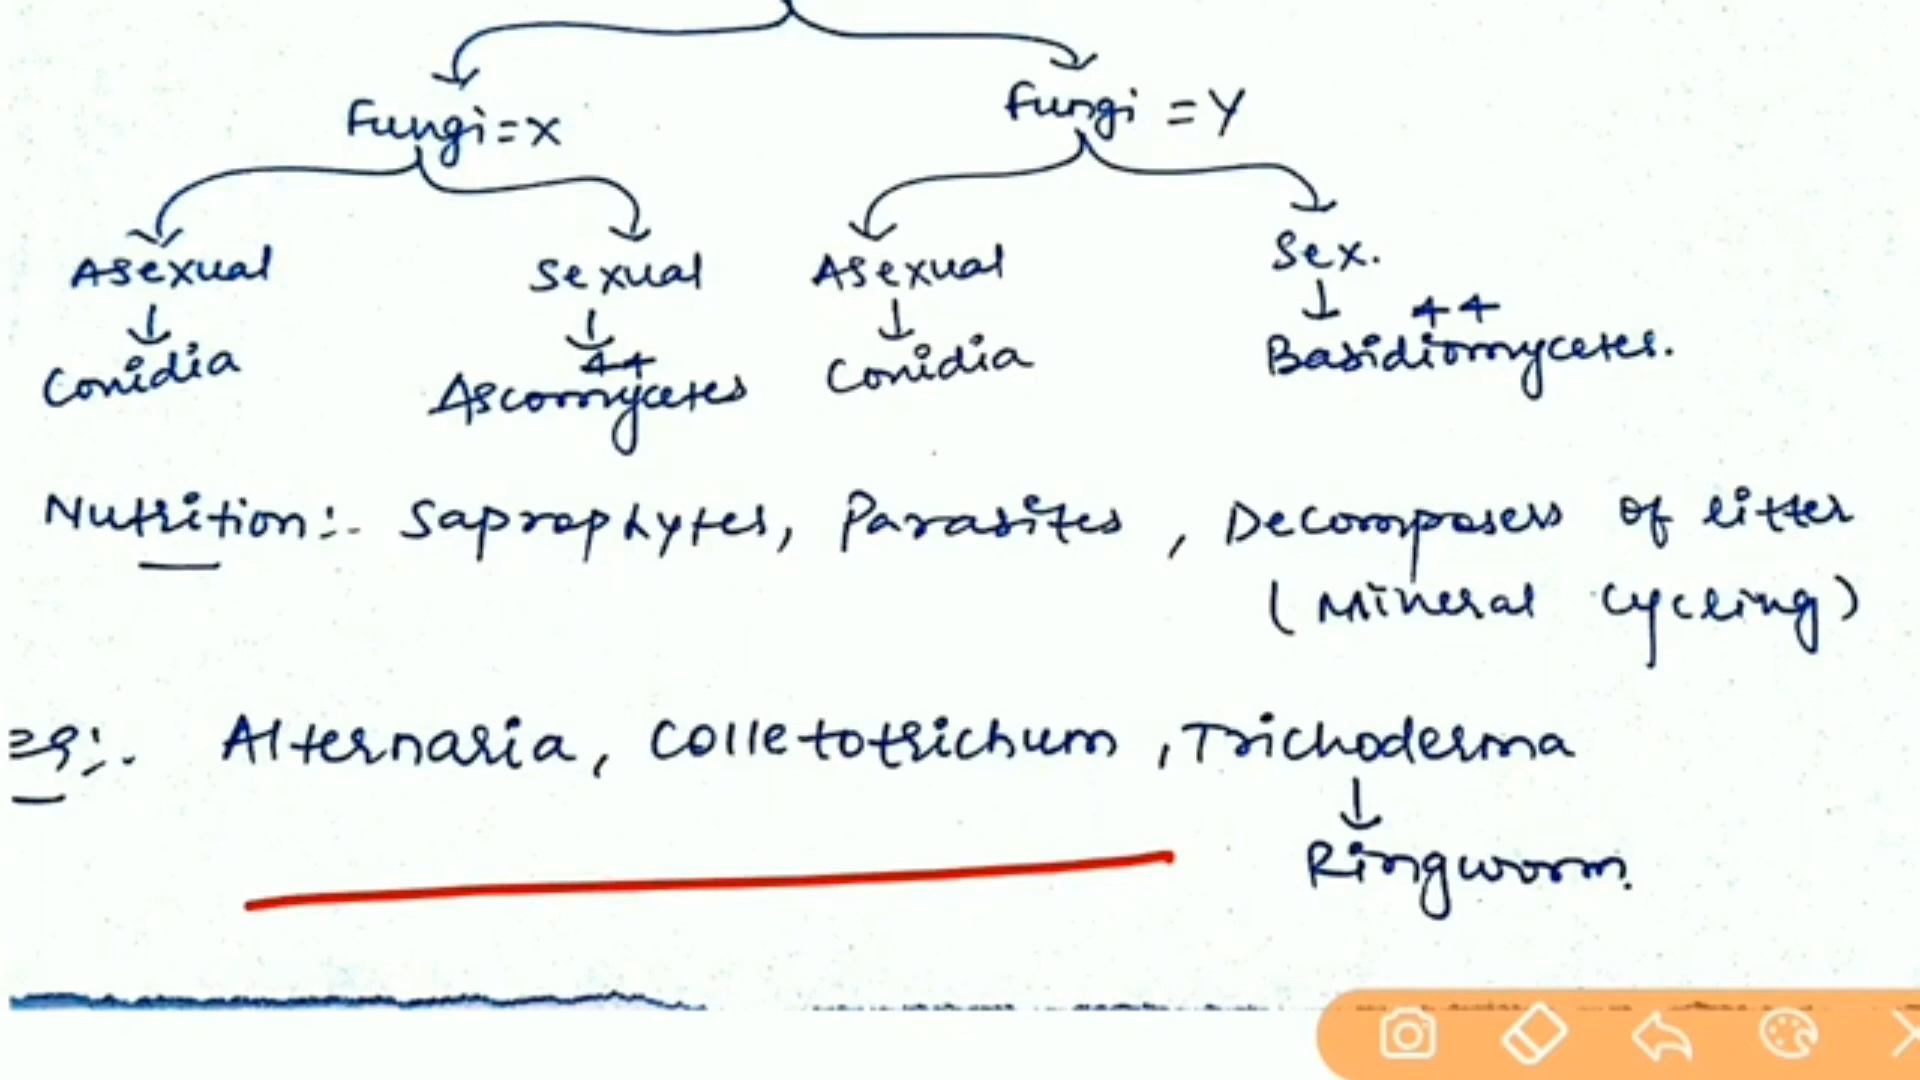 Fungi=X Fungi = Y
Asexual Sexual Asexual Sex.
Conidia Ascomycetes Conidia Basidiomycetes.
Nutrition:- Saprophytes, Parasites, Decomposers of litter
(Mineral Cycling)
eg:- Alternaria, Colletotrichum, Trichoderma
Ringworm.